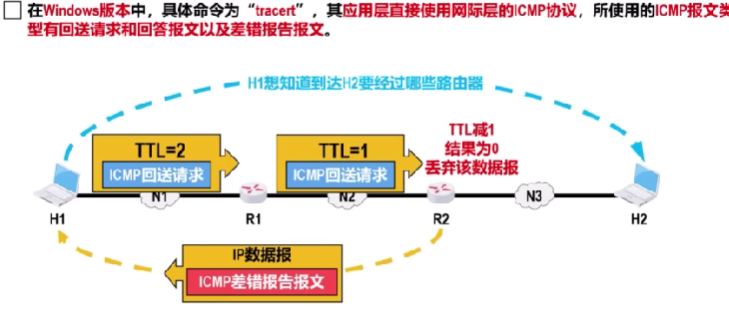 在Windows版本中，具体命令为“tracert”，其应用层直接使用网际层的ICMP协议，所使用的ICMP报文类
型有回送请求和回答报文以及差错报告报文。
H1想知道到达H2要经过哪些路由器
TTL=2
ICMP回送请求
TTL=1
ICMP回送请求
TTL减1
结果为0
丢弃该数据报
N1
N2
N3
H1
R1
R2
H2
IP数据报
ICMP差错报告报文